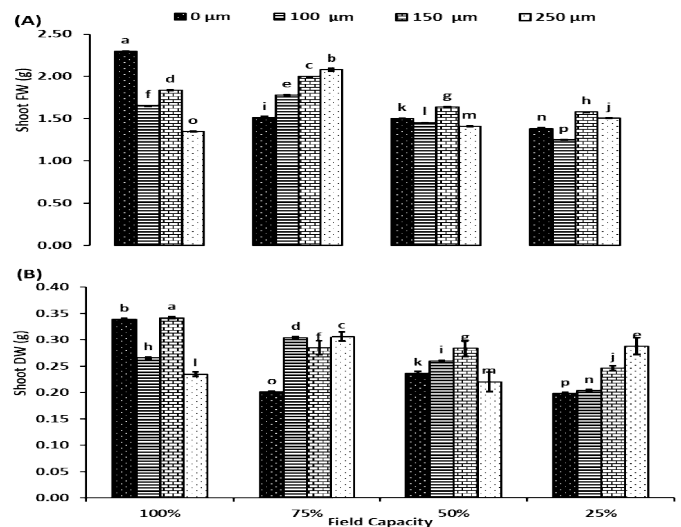 (A)
0 µm 100 µm 150 µm 250 µm
Shoot FW (g)
2.50
2.00
1.50
1.00
0.50
0.00
a f d o
i e c b
k l g m
n p h j
(B)
Shoot DW (g)
0.40
0.35
0.30
0.25
0.20
0.15
0.10
0.05
0.00
b h a l
o d f c
k i g m
p n j e
100% 75% 50% 25%
Field Capacity